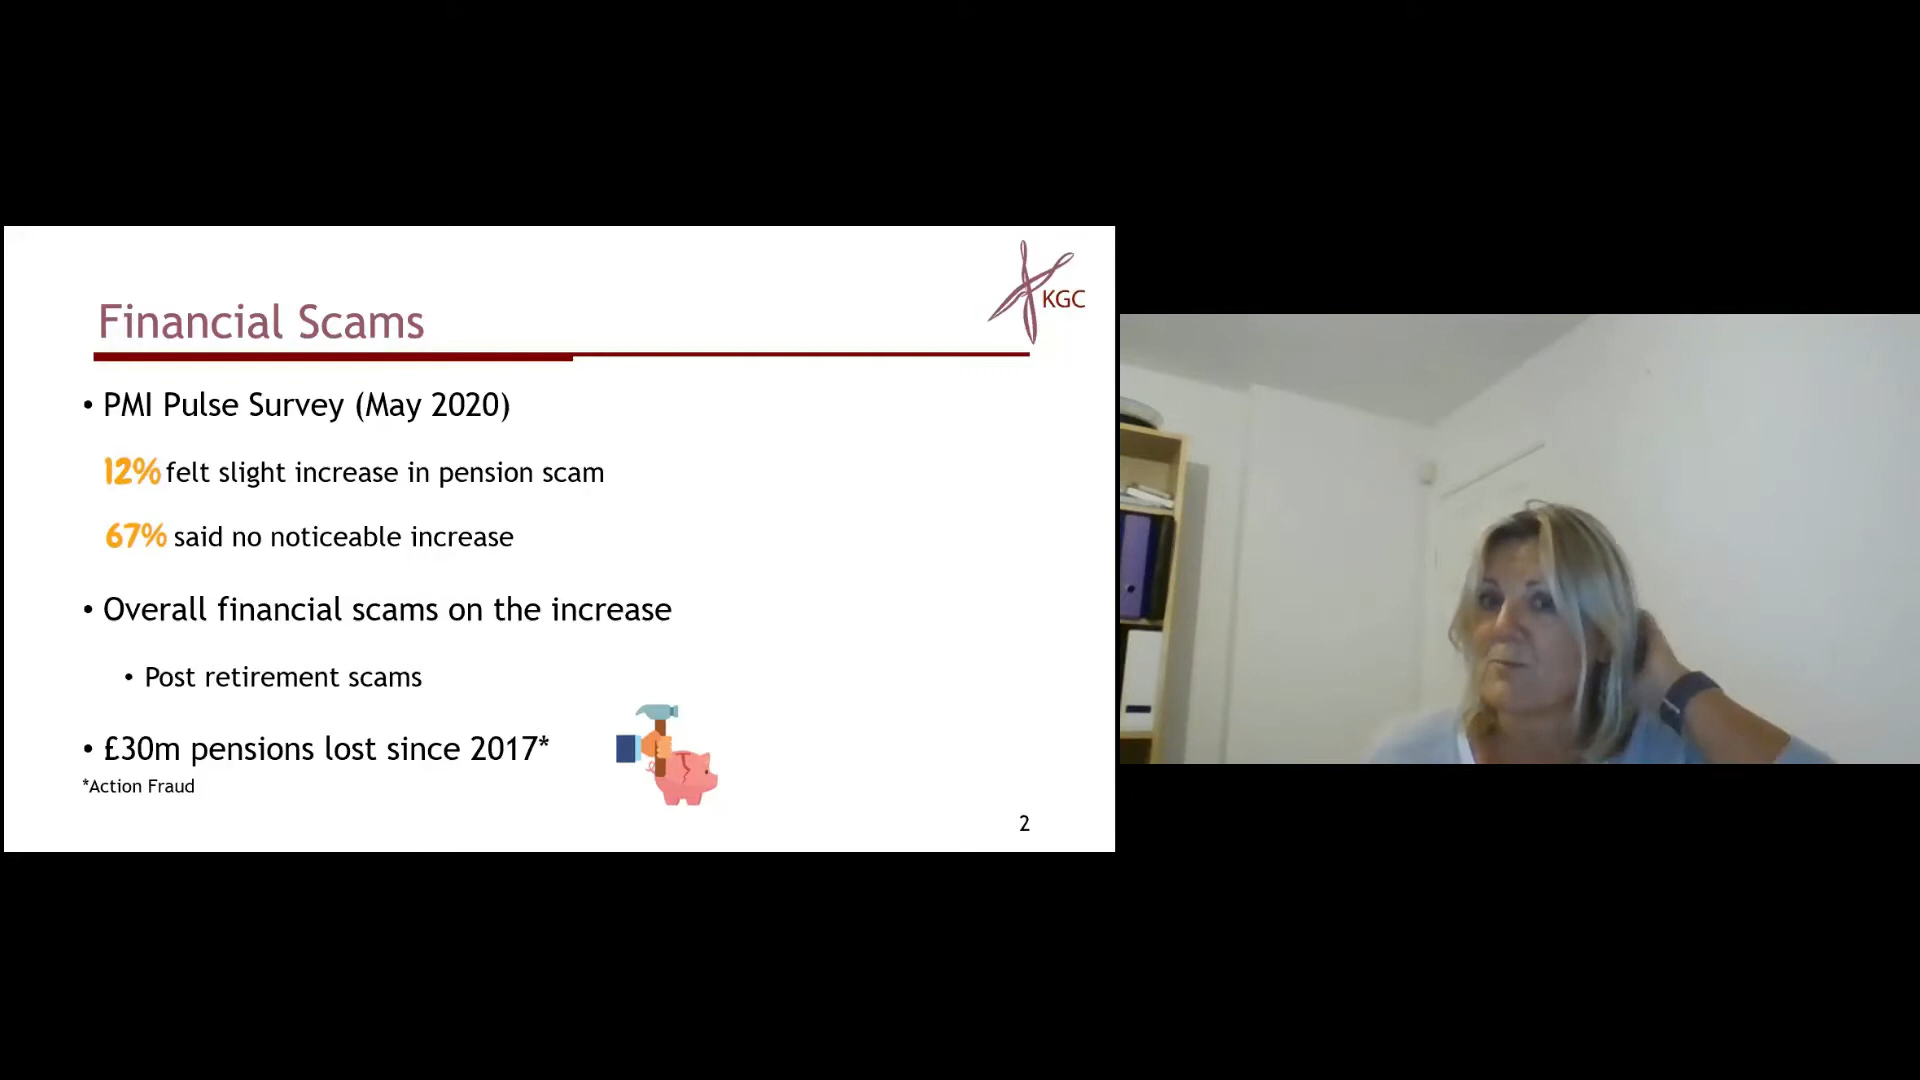 KGC
Financial Scams
• PMI Pulse Survey (May 2020)
12% felt slight increase in pension scam
67% said no noticeable increase
• Overall financial scams on the increase
• Post retirement scams
• £30m pensions lost since 2017*
*Action Fraud
2